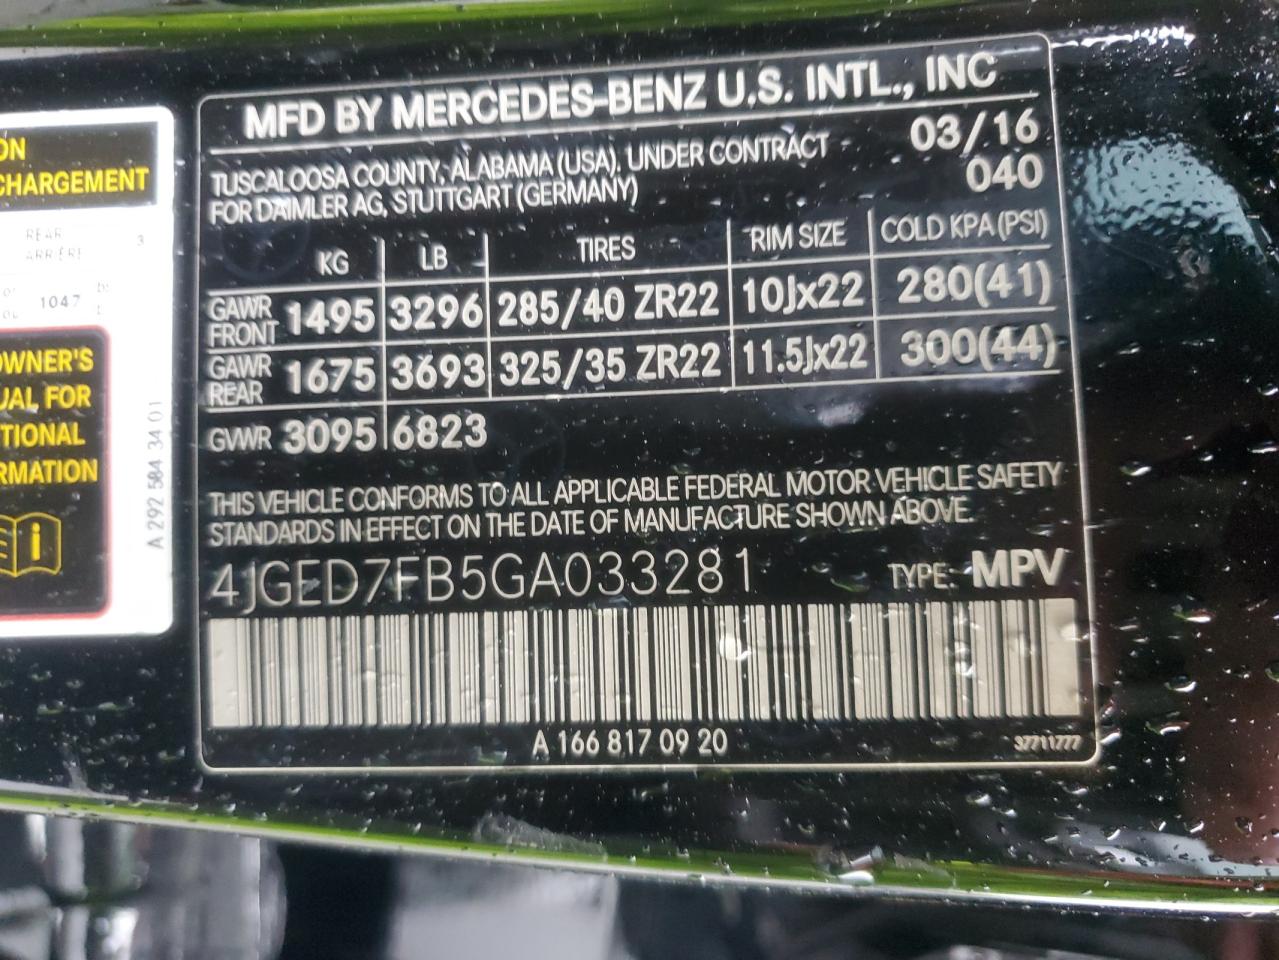 ON
CHARGEMENT
REAR
ARRIÈRE
3
1047
OWNER'S
UAL FOR
TIONAL
RMATION
A 292 584 34 01
MFD BY MERCEDES-BENZ U.S. INTL., INC
TUSCALOOSA COUNTY, ALABAMA (USA), UNDER CONTRACT 03/16
FOR DAIMLER AG, STUTTGART (GERMANY) 040
KG LB TIRES RIM SIZE COLD KPA (PSI)
GAWR FRONT 1495 3296 285/40 ZR22 10Jx22 280(41)
GAWR REAR 1675 3693 325/35 ZR22 11.5Jx22 300(44)
GVWR 3095 6823
THIS VEHICLE CONFORMS TO ALL APPLICABLE FEDERAL MOTOR VEHICLE SAFETY
STANDARDS IN EFFECT ON THE DATE OF MANUFACTURE SHOWN ABOVE.
4JGED7FB5GA033281 TYPE: MPV
A 166 817 09 20 37711777